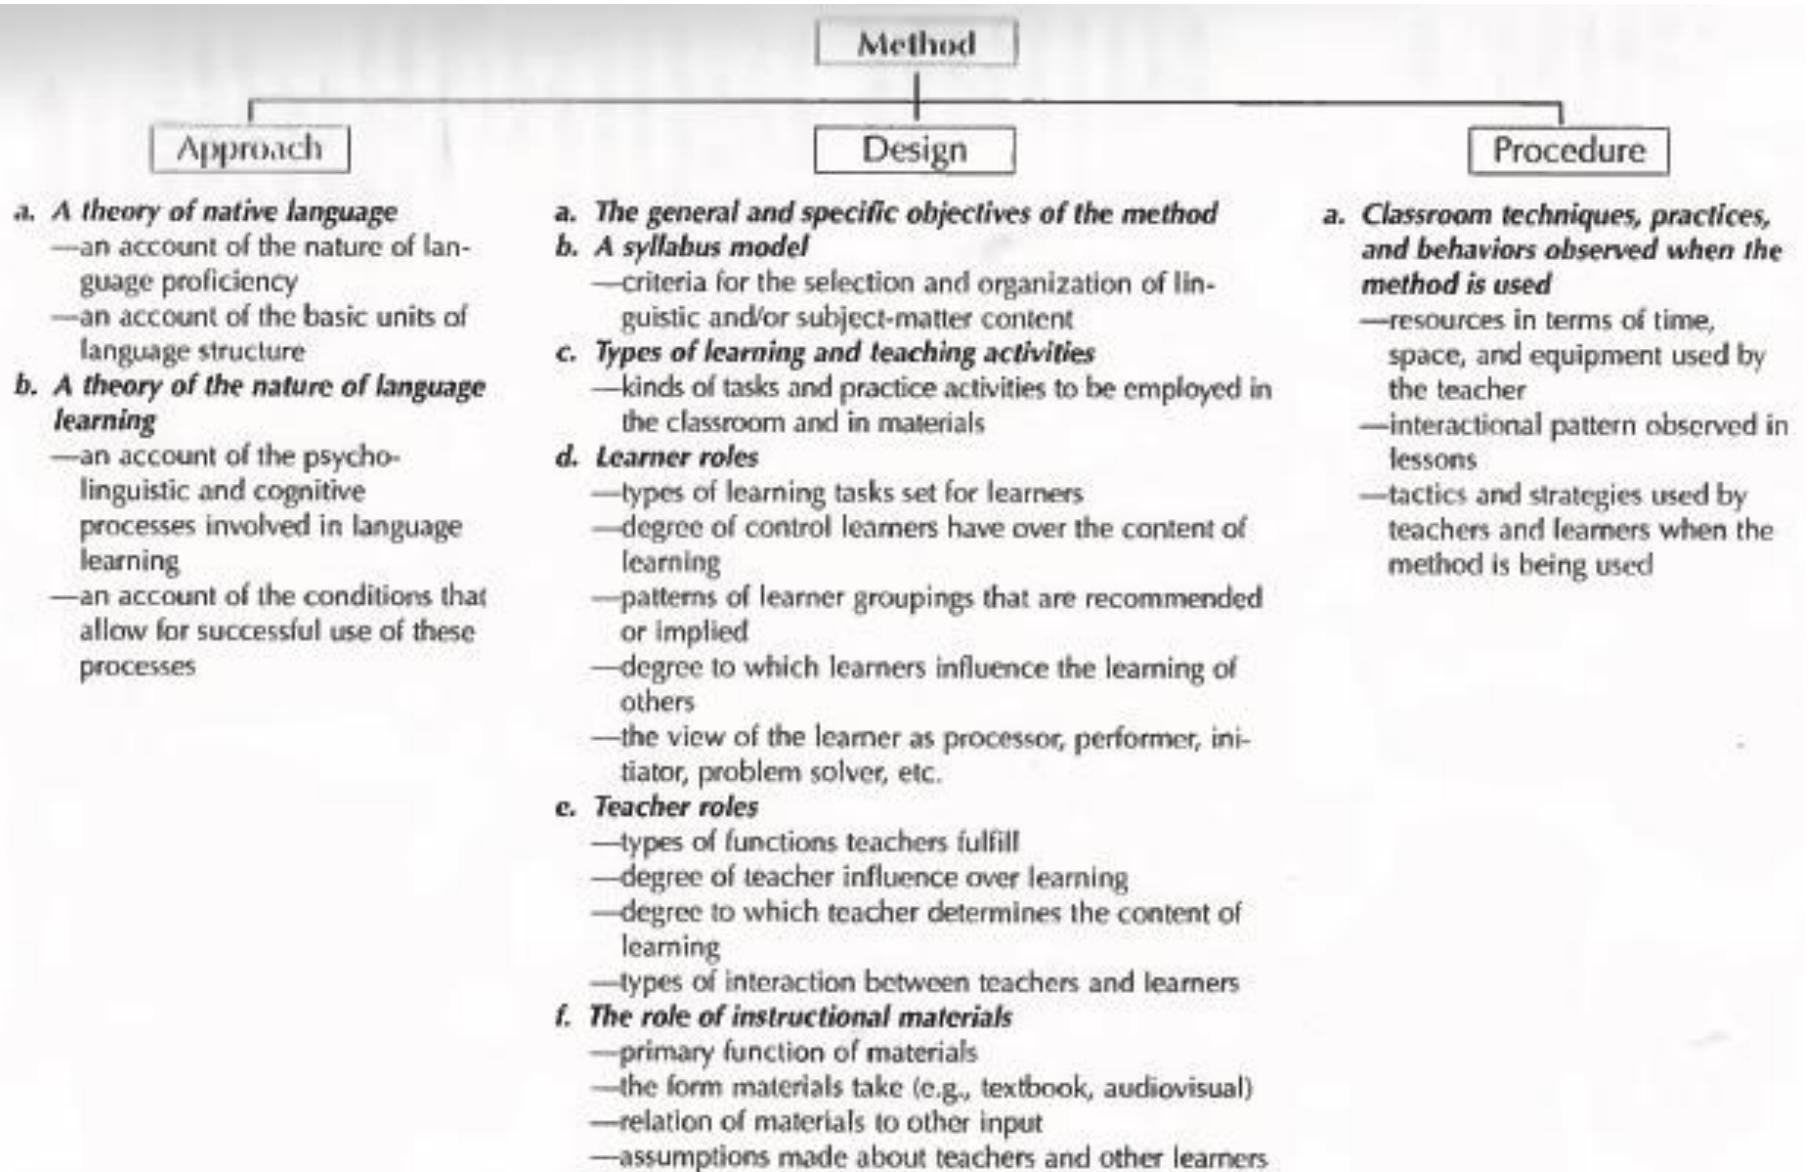 Method
Approach
a. A theory of native language
—an account of the nature of lan-
guage proficiency
—an account of the basic units of
language structure
b. A theory of the nature of language
learning
—an account of the psycho-
linguistic and cognitive
processes involved in language
learning
—an account of the conditions that
allow for successful use of these
processes
Design
a. The general and specific objectives of the method
b. A syllabus model
—criteria for the selection and organization of lin-
guistic and/or subject-matter content
c. Types of learning and teaching activities
—kinds of tasks and practice activities to be employed in
the classroom and in materials
d. Learner roles
—types of learning tasks set for learners
—degree of control learners have over the content of
learning
—patterns of learner groupings that are recommended
or implied
—degree to which learners influence the learning of
others
—the view of the learner as processor, performer, ini-
tiator, problem solver, etc.
e. Teacher roles
—types of functions teachers fulfill
—degree of teacher influence over learning
—degree to which teacher determines the content of
learning
—types of interaction between teachers and learners
f. The role of instructional materials
—primary function of materials
—the form materials take (e.g., textbook, audiovisual)
—relation of materials to other input
—assumptions made about teachers and other learners
Procedure
a. Classroom techniques, practices,
and behaviors observed when the
method is used
—resources in terms of time,
space, and equipment used by
the teacher
—interactional pattern observed in
lessons
—tactics and strategies used by
teachers and learners when the
method is being used